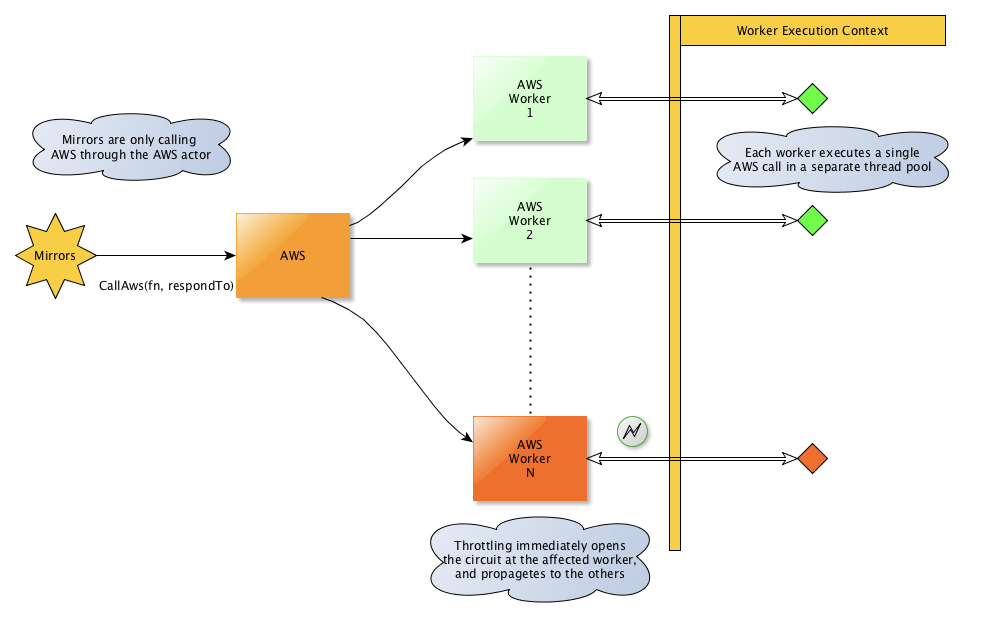 Worker Execution Context
AWS
Worker
1
Mirrors are only calling
AWS through the AWS actor
Each worker executes a single
AWS call in a separate thread pool
AWS
Worker
2
Mirrors
AWS
CallAws(fn, respondTo)
AWS
Worker
N
Throttling immediately opens
the circuit at the affected worker,
and propagetes to the others